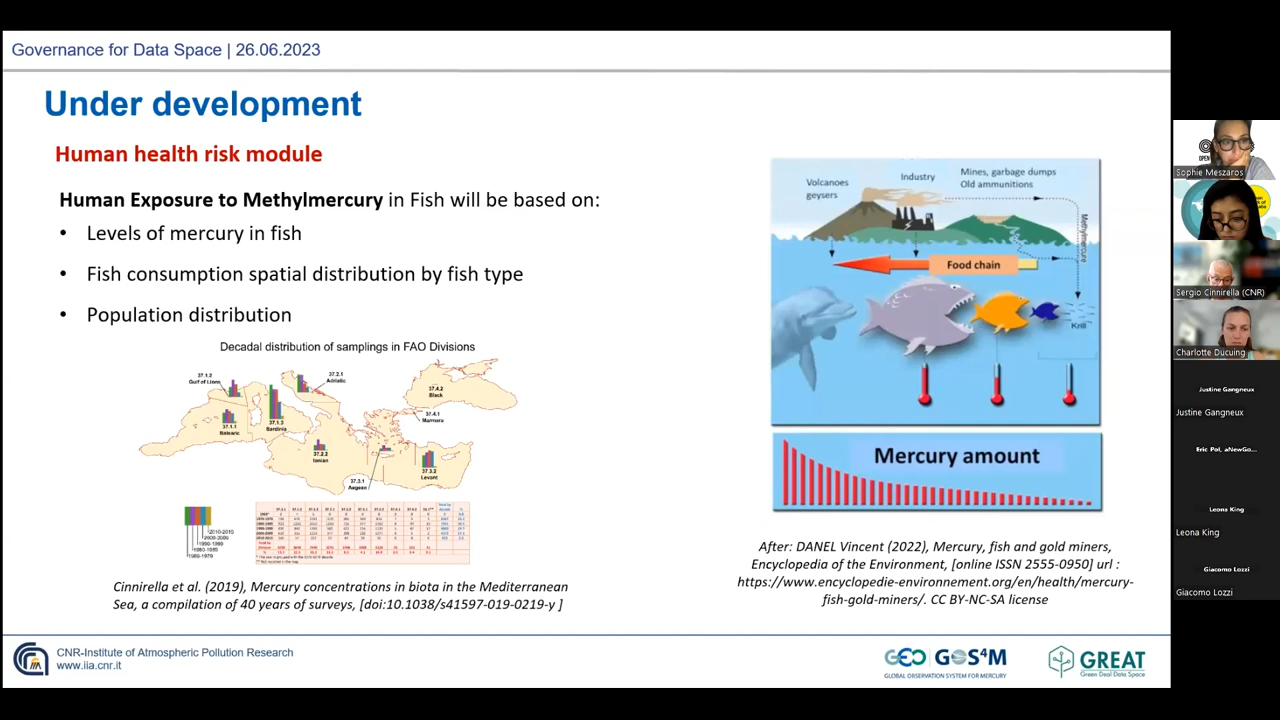 Governance for Data Space | 26.06.2023
Under development
Human health risk module
Human Exposure to Methylmercury in Fish will be based on:
• Levels of mercury in fish
• Fish consumption spatial distribution by fish type
• Population distribution
Decadal distribution of samplings in FAO Divisions
37.1.2
Gulf of Lions
37.2.1
Adriatic
37.4.2
Black
37.4.1
Marmara
37.1.1
Balearic
37.1.3
Sardinia
37.2.2
Ionian
37.3.1
Aegean
37.3.2
Levant
2010-2019
2000-2009
1990-1999
1980-1989
1969-1979
Cinnirella et al. (2019), Mercury concentrations in biota in the Mediterranean
Sea, a compilation of 40 years of surveys, [doi:10.1038/s41597-019-0219-y ]
Volcanoes
geysers
Industry
Mines, garbage dumps
Old ammunitions
Methylmercure
Food chain
Krill
Mercury amount
After: DANEL Vincent (2022), Mercury, fish and gold miners,
Encyclopedia of the Environment, [online ISSN 2555-0950] url :
https://www.encyclopedie-environnement.org/en/health/mercury-
fish-gold-miners/. CC BY-NC-SA license
CNR-Institute of Atmospheric Pollution Research
www.iia.cnr.it
GEO GOS4M
GLOBAL OBSERVATION SYSTEM FOR MERCURY
GREAT
Green Deal Data Space
OPEN
Sophie Meszaros
Sergio Cinnirella (CNR)
Charlotte Ducuing
Justine Gangneux
Justine Gangneux
Eric Pol, aNewGo...
Leona King
Leona King
Giacomo Lozzi
Giacomo Lozzi